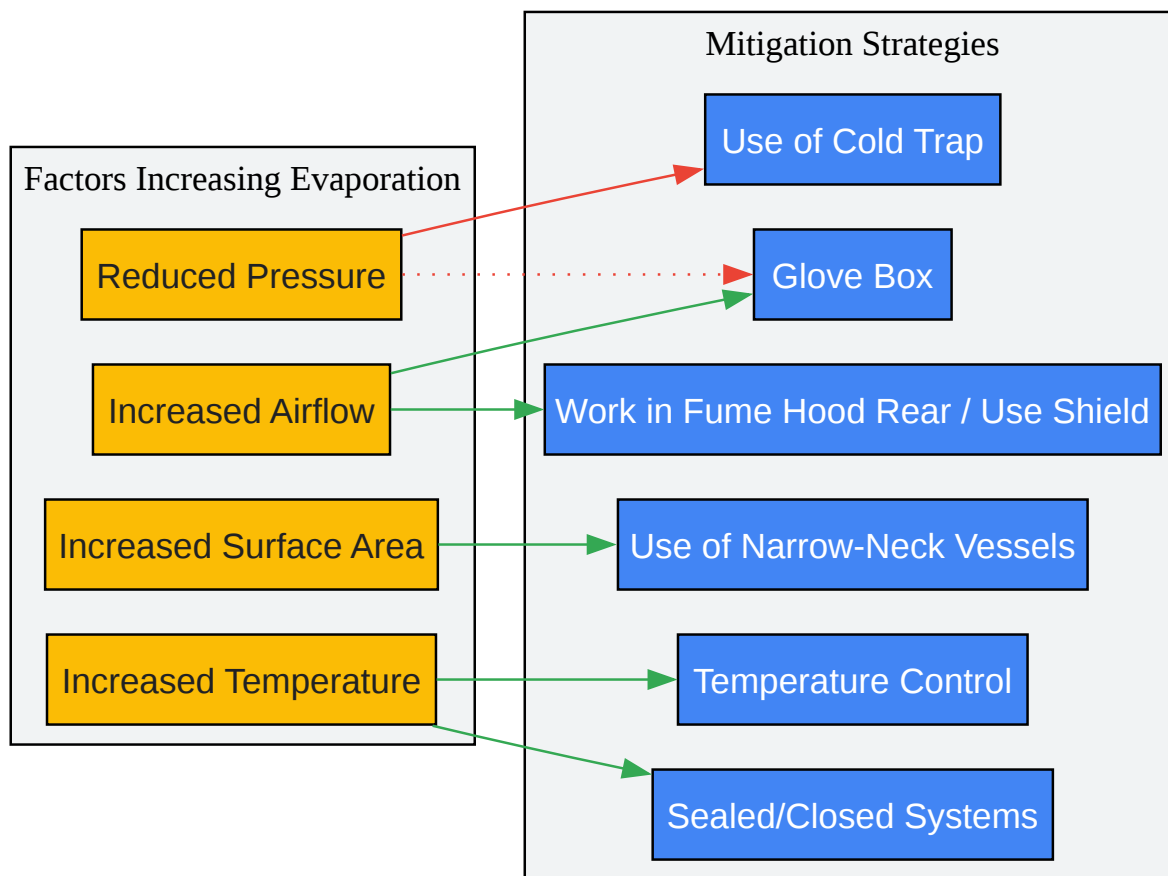 Factors Increasing Evaporation
Reduced Pressure
Increased Airflow
Increased Surface Area
Increased Temperature
Mitigation Strategies
Use of Cold Trap
Glove Box
Work in Fume Hood Rear / Use Shield
Use of Narrow-Neck Vessels
Temperature Control
Sealed/Closed Systems